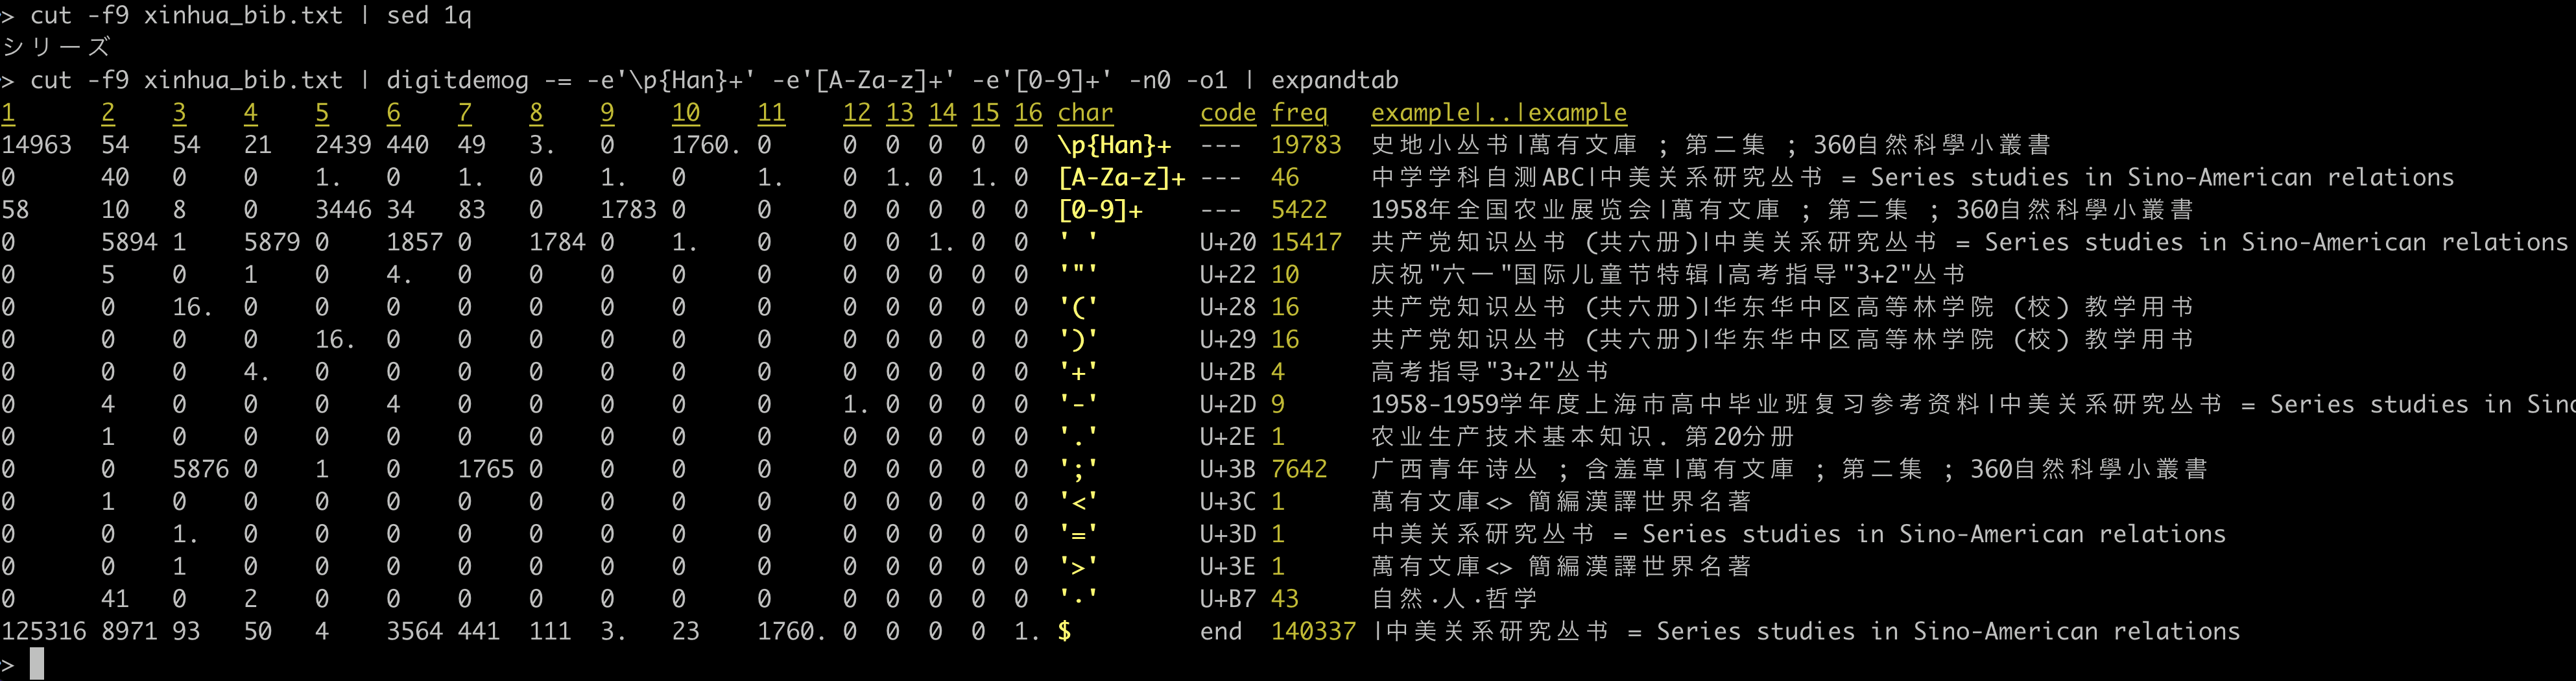 > cut -f9 xinhua_bib.txt | sed 1q
シリーズ
> cut -f9 xinhua_bib.txt | digitdemog -= -e'\p{Han}+' -e'[A-Za-z]+' -e'[0-9]+' -n0 -o1 | expandtab
1 2 3 4 5 6 7 8 9 10 11 12 13 14 15 16 char code freq example|..|example
14963 54 54 21 2439 440 49 3. 0 1760. 0 0 0 0 0 0 \p{Han}+ --- 19783 史地小丛书|萬有文庫 ; 第二集 ; 360自然科學小叢書
0 40 0 0 1. 0 1. 0 1. 0 1. 0 1. 0 1. 0 [A-Za-z]+ --- 46 中学学科自测ABC|中美关系研究丛书 = Series studies in Sino-American relations
58 10 8 0 3446 34 83 0 1783 0 0 0 0 0 0 0 [0-9]+ --- 5422 1958年全国农业展览会|萬有文庫 ; 第二集 ; 360自然科學小叢書
0 5894 1 5879 0 1857 0 1784 0 1. 0 0 0 1. 0 0 ' ' U+20 15417 共产党知识丛书 (共六册)|中美关系研究丛书 = Series studies in Sino-American relations
0 5 0 1 0 4. 0 0 0 0 0 0 0 0 0 0 '"' U+22 10 庆祝"六一"国际儿童节特辑|高考指导"3+2"丛书
0 0 16. 0 0 0 0 0 0 0 0 0 0 0 0 0 '(' U+28 16 共产党知识丛书 (共六册)|华东华中区高等林学院 (校) 教学用书
0 0 0 0 16. 0 0 0 0 0 0 0 0 0 0 0 ')' U+29 16 共产党知识丛书 (共六册)|华东华中区高等林学院 (校) 教学用书
0 0 0 4. 0 0 0 0 0 0 0 0 0 0 0 0 '+' U+2B 4 高考指导"3+2"丛书
0 4 0 0 0 4 0 0 0 0 0 1. 0 0 0 0 '-' U+2D 9 1958-1959学年度上海市高中毕业班复习参考资料|中美关系研究丛书 = Series studies in Sin
0 1 0 0 0 0 0 0 0 0 0 0 0 0 0 0 '.' U+2E 1 农业生产技术基本知识. 第20分册
0 0 5876 0 1 0 1765 0 0 0 0 0 0 0 0 0 ';' U+3B 7642 广西青年诗丛 ; 含羞草|萬有文庫 ; 第二集 ; 360自然科學小叢書
0 1 0 0 0 0 0 0 0 0 0 0 0 0 0 0 '<' U+3C 1 萬有文庫<> 簡編漢譯世界名著
0 0 1. 0 0 0 0 0 0 0 0 0 0 0 0 0 '=' U+3D 1 中美关系研究丛书 = Series studies in Sino-American relations
0 0 1 0 0 0 0 0 0 0 0 0 0 0 0 0 '>' U+3E 1 萬有文庫<> 簡編漢譯世界名著
0 41 0 2 0 0 0 0 0 0 0 0 0 0 0 0 '·' U+B7 43 自然·人·哲学
125316 8971 93 50 4 3564 441 111 3. 23 1760. 0 0 0 0 1. $ end 140337 |中美关系研究丛书 = Series studies in Sino-American relations
>